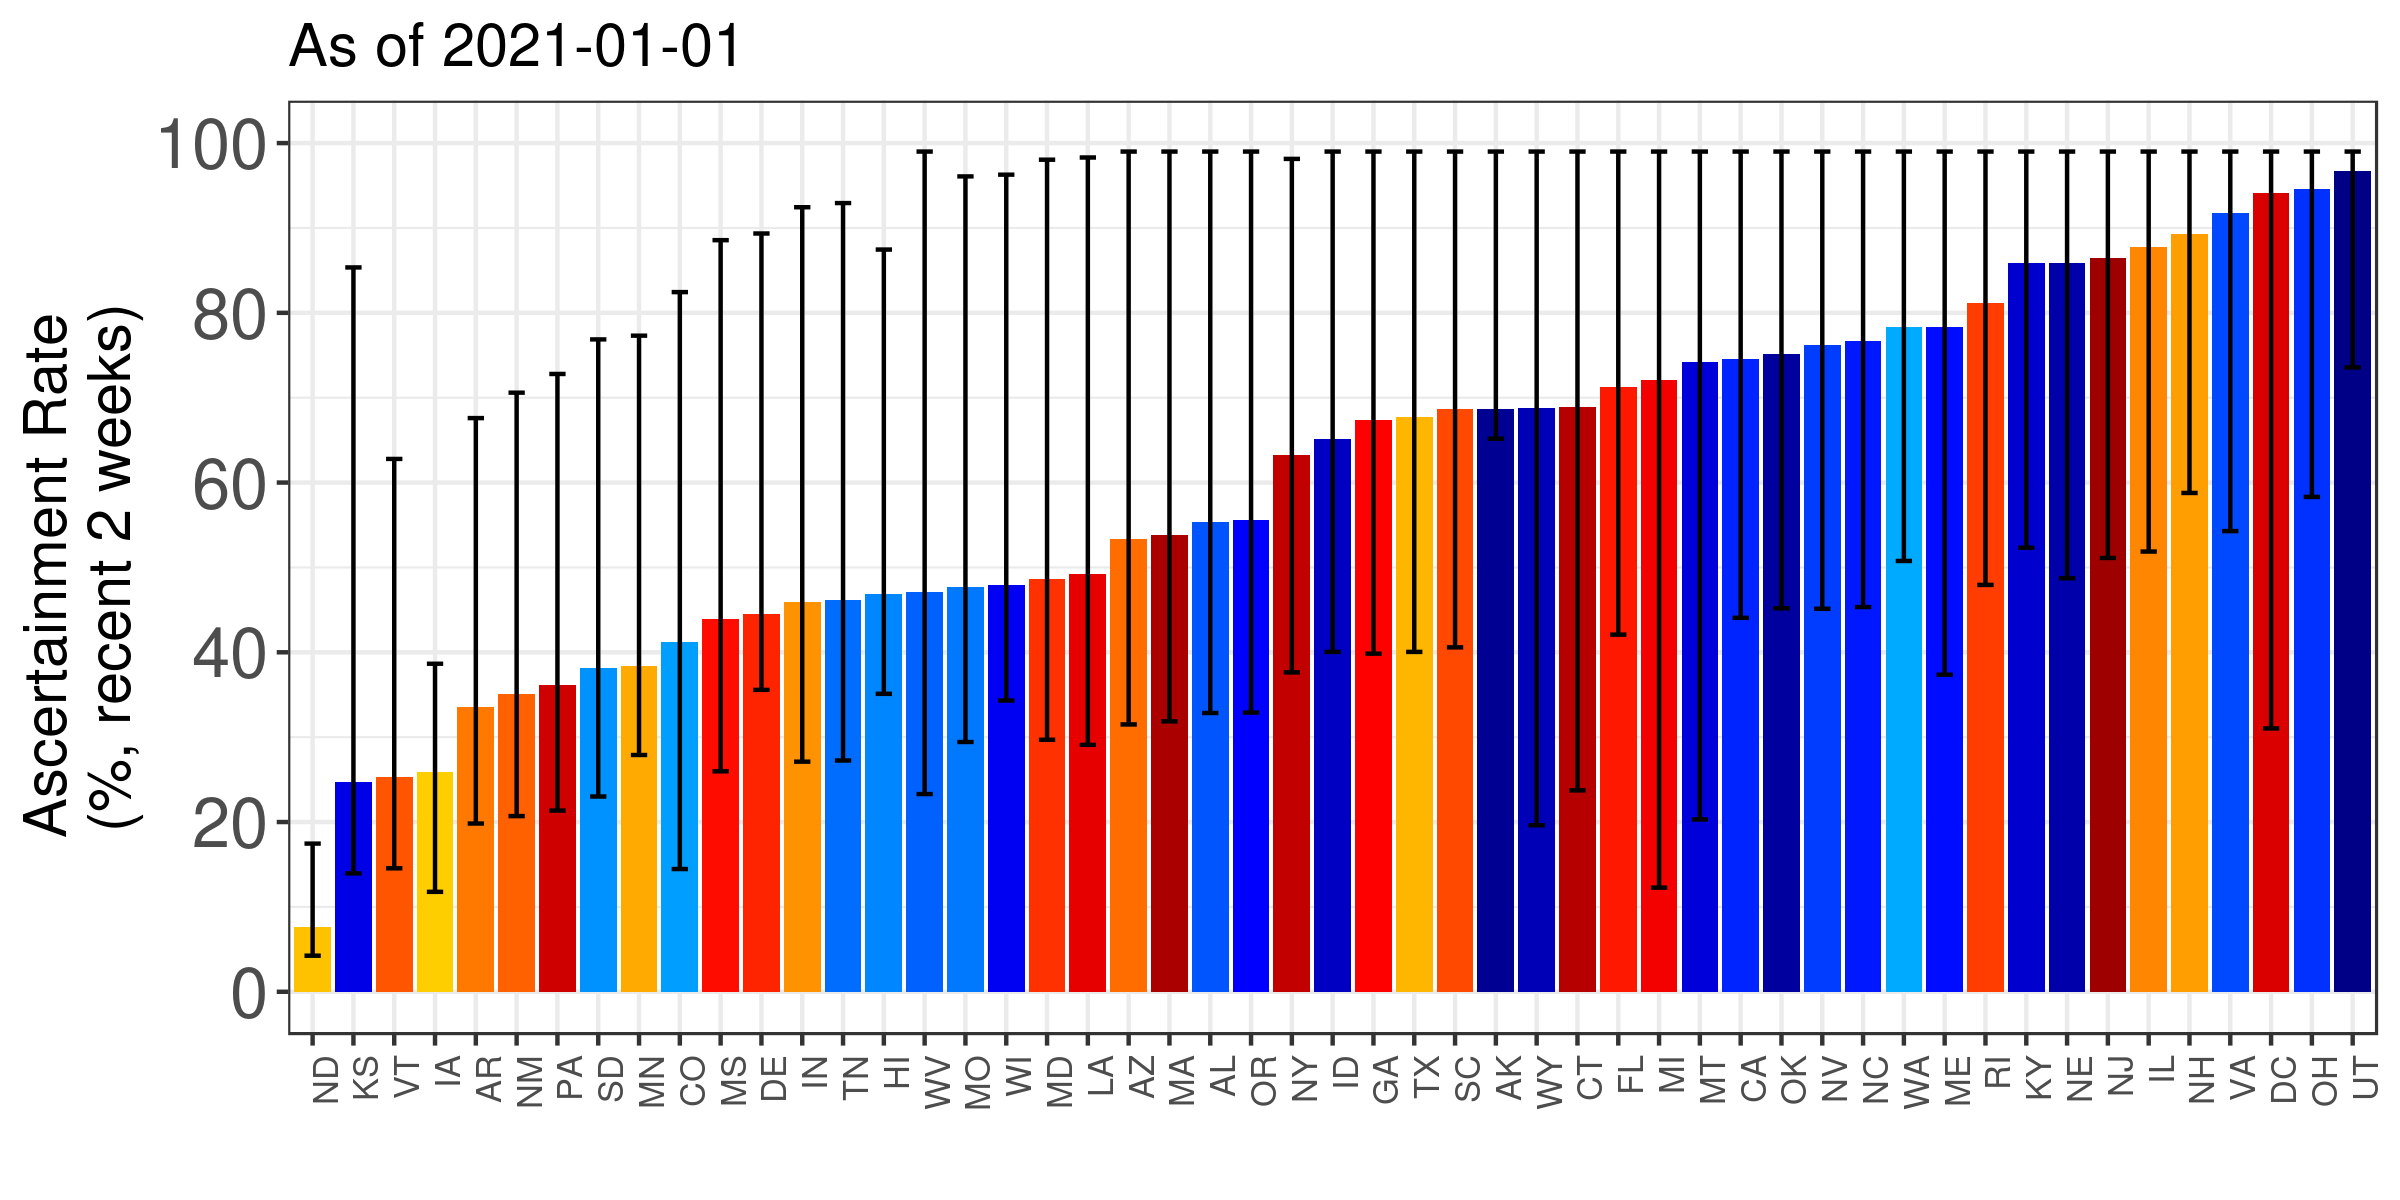 As of 2021-01-01
Ascertainment Rate
(%, recent 2 weeks)
100
80
60
40
20
0
ND KS VT IA AR NM PA SD MN CO MS DE IN TN HI WV MO WI MD LA AZ MA AL OR NY ID GA TX SC AK WY CT FL MI MT CA OK NV NC WA ME RI KY NE NJ IL NH VA DC OH UT